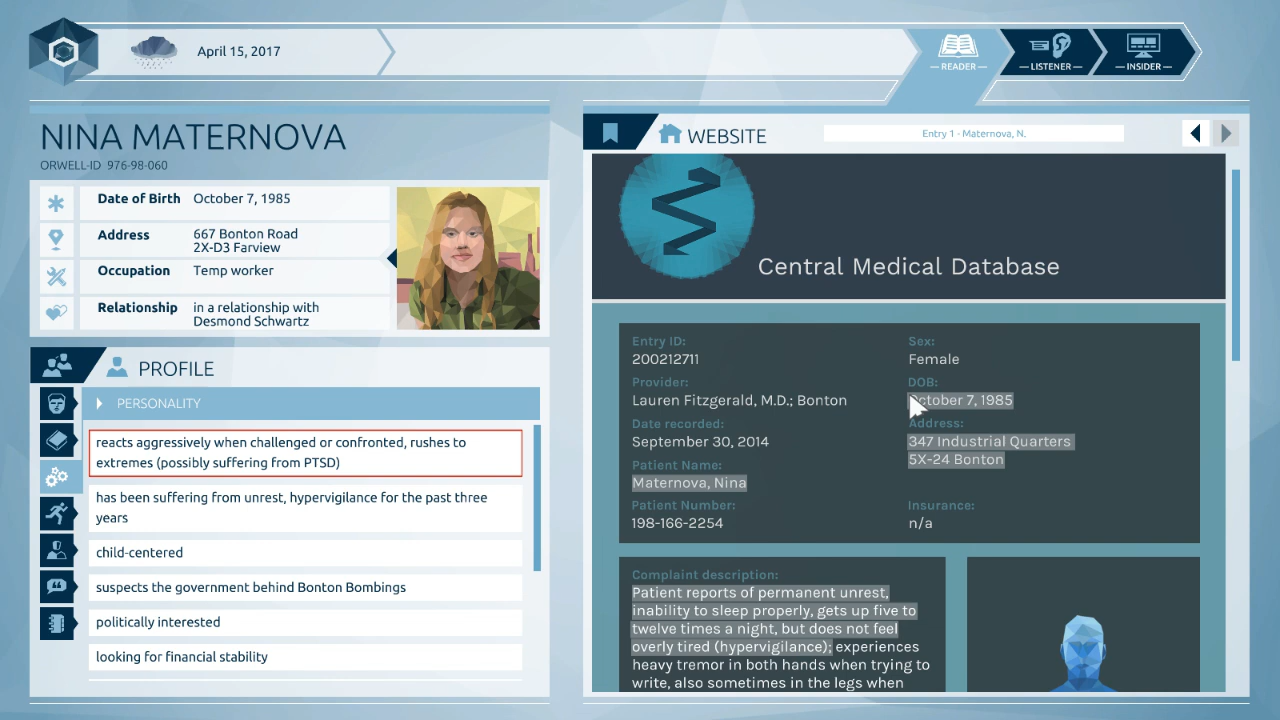 April 15, 2017
— READER —
— LISTENER —
— INSIDER —
NINA MATERNOVA
ORWELL-ID 976-98-060
Date of Birth October 7, 1985
Address 667 Bonton Road
2X-D3 Farview
Occupation Temp worker
Relationship in a relationship with
Desmond Schwartz
PROFILE
PERSONALITY
reacts aggressively when challenged or confronted, rushes to
extremes (possibly suffering from PTSD)
has been suffering from unrest, hypervigilance for the past three
years
child-centered
suspects the government behind Bonton Bombings
politically interested
looking for financial stability
WEBSITE
Entry 1 - Maternova, N.
Central Medical Database
Entry ID:
200212711
Provider:
Lauren Fitzgerald, M.D.; Bonton
Date recorded:
September 30, 2014
Patient Name:
Maternova, Nina
Patient Number:
198-166-2254
Sex:
Female
DOB:
October 7, 1985
Address:
347 Industrial Quarters
5X-24 Bonton
Insurance:
n/a
Complaint description:
Patient reports of permanent unrest,
inability to sleep properly, gets up five to
twelve times a night, but does not feel
overly tired (hypervigilance); experiences
heavy tremor in both hands when trying to
write, also sometimes in the legs when